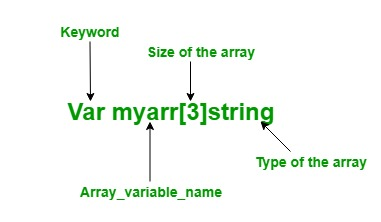 Keyword
Size of the array
Var myarr[3]string
Type of the array
Array_variable_name